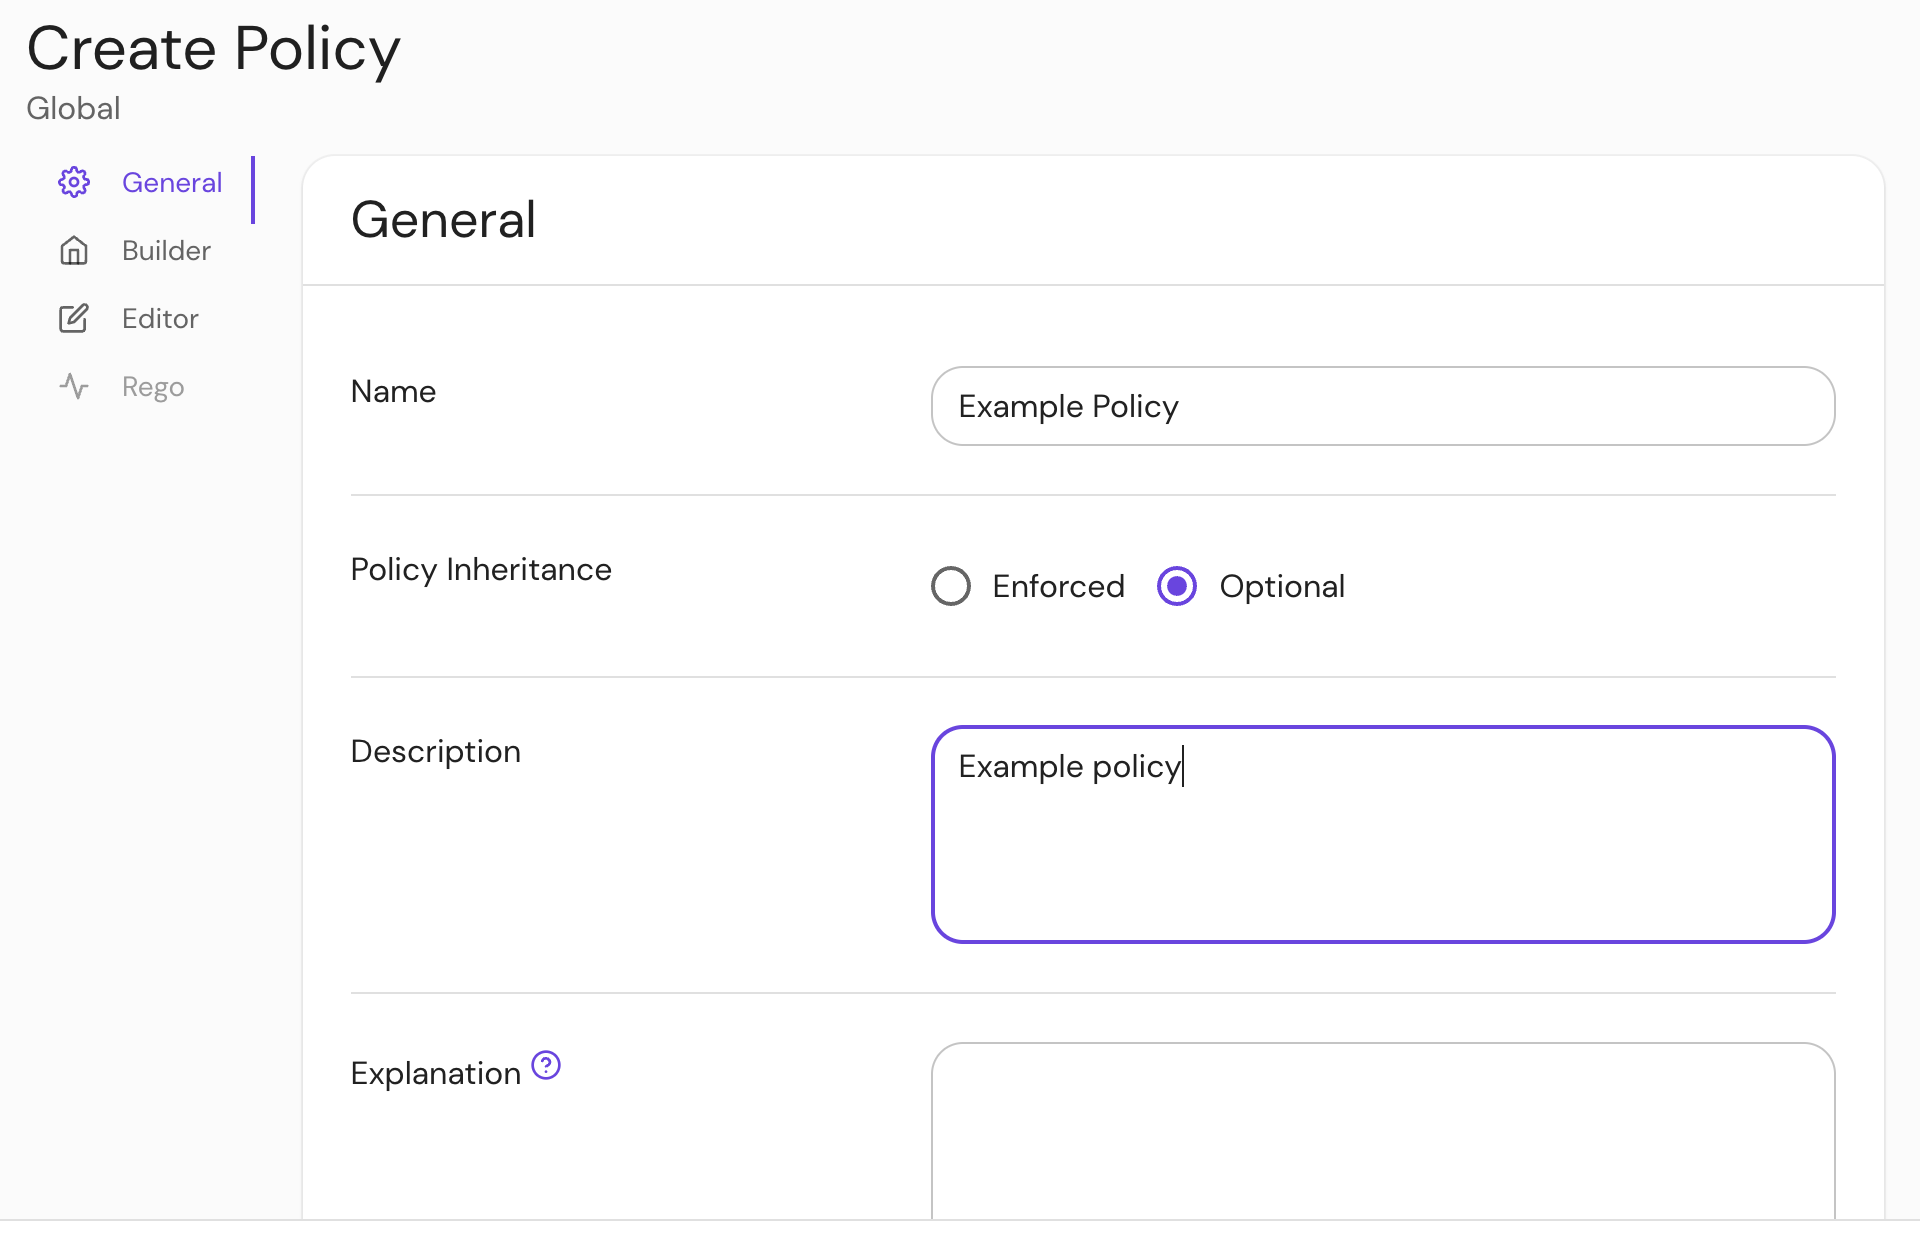 Create Policy
Global
General
Builder
Editor
Rego
General
Name
Example Policy
Policy Inheritance
Enforced
Optional
Description
Example policy
Explanation ?